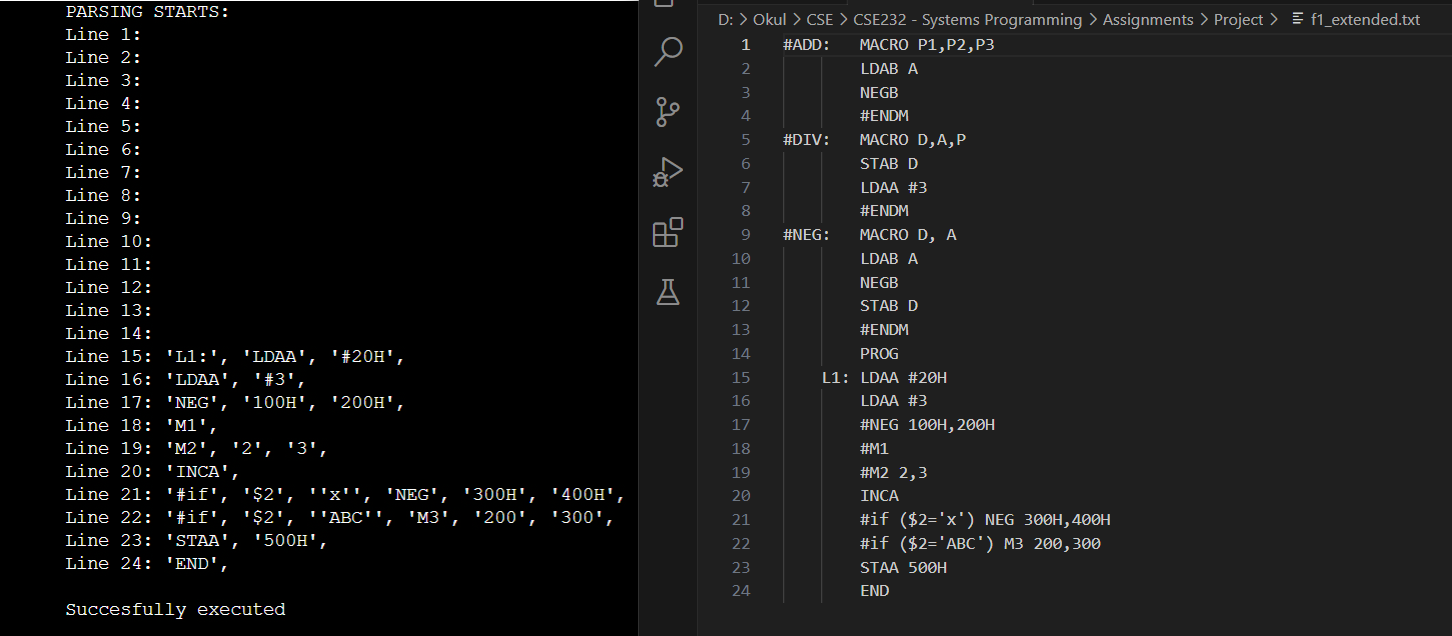 PARSING STARTS:
Line 1:
Line 2:
Line 3:
Line 4:
Line 5:
Line 6:
Line 7:
Line 8:
Line 9:
Line 10:
Line 11:
Line 12:
Line 13:
Line 14:
Line 15: 'L1:', 'LDAA', '#20H',
Line 16: 'LDAA', '#3',
Line 17: 'NEG', '100H', '200H',
Line 18: 'M1',
Line 19: 'M2', '2', '3',
Line 20: 'INCA',
Line 21: '#if', '$2', ''x'', 'NEG', '300H', '400H',
Line 22: '#if', '$2', ''ABC'', 'M3', '200', '300',
Line 23: 'STAA', '500H',
Line 24: 'END',
Succesfully executed
D: > Okul > CSE > CSE232 - Systems Programming > Assignments > Project > f1_extended.txt
1 #ADD: MACRO P1,P2,P3
2 LDAB A
3 NEGB
4 #ENDM
5 #DIV: MACRO D,A,P
6 STAB D
7 LDAA #3
8 #ENDM
9 #NEG: MACRO D, A
10 LDAB A
11 NEGB
12 STAB D
13 #ENDM
14 PROG
15 L1: LDAA #20H
16 LDAA #3
17 #NEG 100H,200H
18 #M1
19 #M2 2,3
20 INCA
21 #if ($2='x') NEG 300H,400H
22 #if ($2='ABC') M3 200,300
23 STAA 500H
24 END